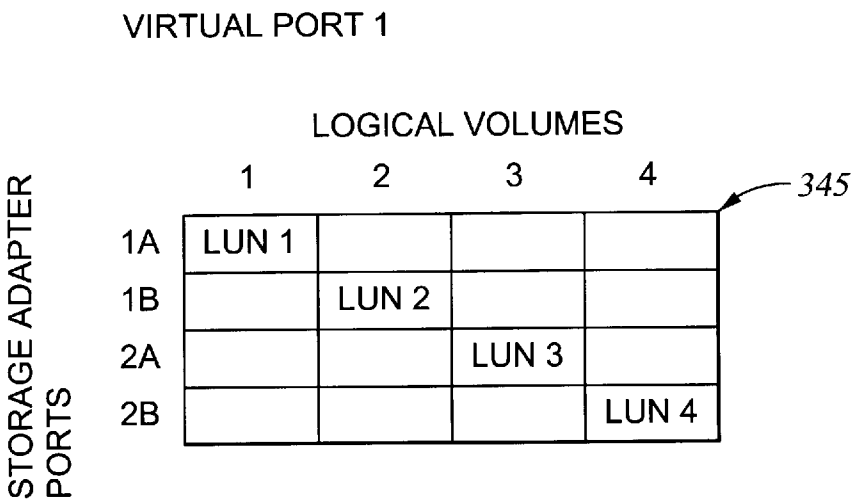 VIRTUAL PORT 1
LOGICAL VOLUMES
1 2 3 4
345
STORAGE ADAPTER
PORTS
1A LUN 1
1B LUN 2
2A LUN 3
2B LUN 4